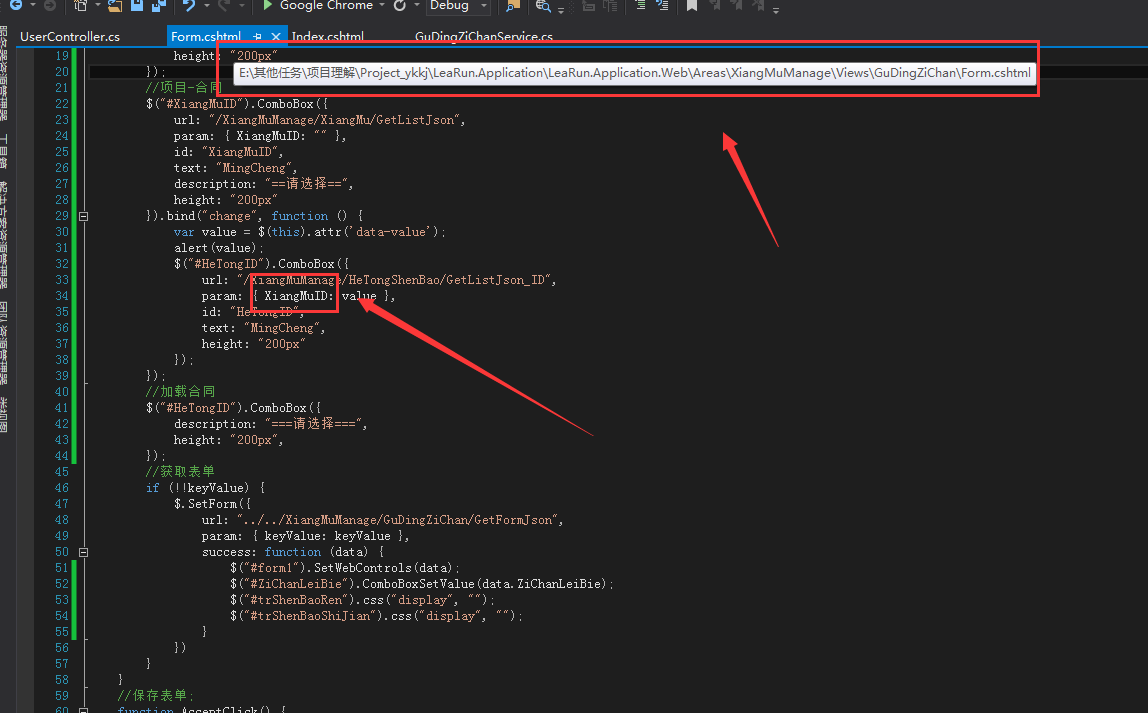 Google Chrome
Debug
UserController.cs
Form.cshtml
Index.cshtml
GuDingZiChanService.cs
19 height: "200px"
20 });
E:\其他任务\项目理解\Project_ykkj\LeaRun.Application\LeaRun.Application.Web\Areas\XiangMuManage\Views\GuDingZiChan\Form.cshtml
21 //项目-合同
22 $("#XiangMuID").ComboBox({
23 url: "/XiangMuManage/XiangMu/GetListJson",
24 param: { XiangMuID: "" },
25 id: "XiangMuID",
26 text: "MingCheng",
27 description: "==请选择==",
28 height: "200px"
29 }).bind("change", function () {
30 var value = $(this).attr('data-value');
31 alert(value);
32 $("#HeTongID").ComboBox({
33 url: "/XiangMuManage/HeTongShenBao/GetListJson_ID",
34 param: { XiangMuID: value },
35 id: "HeTongID",
36 text: "MingCheng",
37 height: "200px"
38 });
39 });
40 //加载合同
41 $("#HeTongID").ComboBox({
42 description: "===请选择===",
43 height: "200px",
44 });
45 //获取表单
46 if (!!keyValue) {
47 $.SetForm({
48 url: "../../XiangMuManage/GuDingZiChan/GetFormJson",
49 param: { keyValue: keyValue },
50 success: function (data) {
51 $("#form1").SetWebControls(data);
52 $("#ZiChanLeiBie").ComboBoxSetValue(data.ZiChanLeiBie);
53 $("#trShenBaoRen").css("display", "");
54 $("#trShenBaoShiJian").css("display", "");
55 }
56 })
57 }
58 }
59 //保存表单;
60 function AcceptClick() {